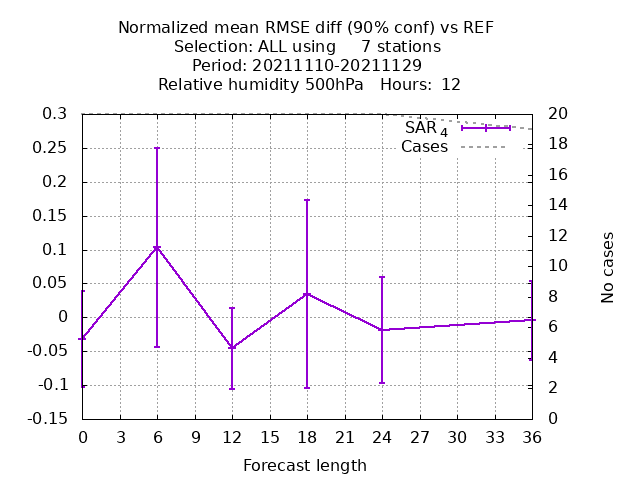 Normalized mean RMSE diff (90% conf) vs REF
Selection: ALL using     7 stations
Period: 20211110-20211129
Relative humidity 500hPa   Hours:  12
0.3
0.25
0.2
0.15
0.1
0.05
0
-0.05
-0.1
-0.15
SAR 4
Cases
20
18
16
14
12
10
8
6
4
2
0
No cases
0 3 6 9 12 15 18 21 24 27 30 33 36
Forecast length